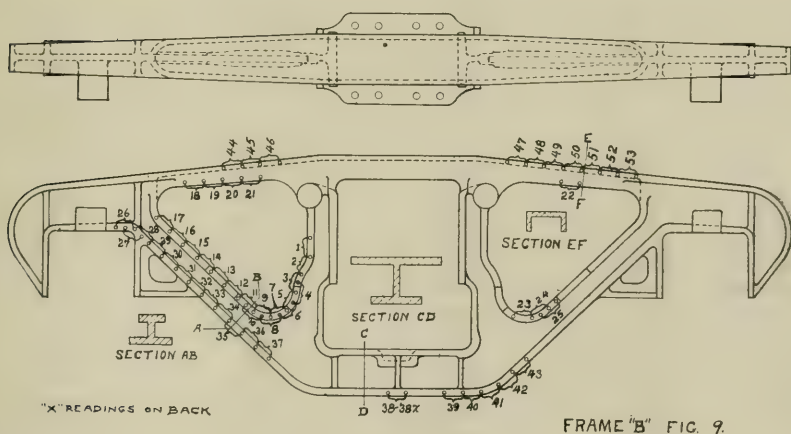 44 45 46
47 48 49 50 E 51 52 53
18 19 20 21
22 F
17
16
15
14
13
12
B
11
10 9 7 5
8 6
1
2
3
4
26
27
28
29
30
31
32
33
34
A
35
36
37
SECTION EF
SECTION CD
SECTION AB
23 24
25
C
D
38-38X 39 40 41 42 43
"X" READINGS ON BACK
FRAME "B" FIG. 9.